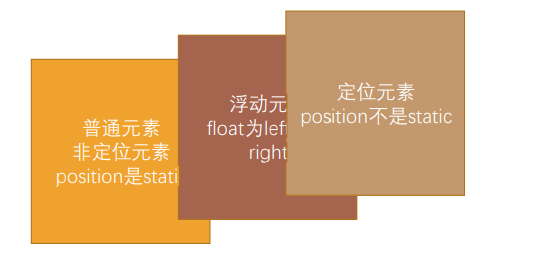 普通元素
非定位元素
position是stati
浮动元
float为left
right
定位元素
position不是static